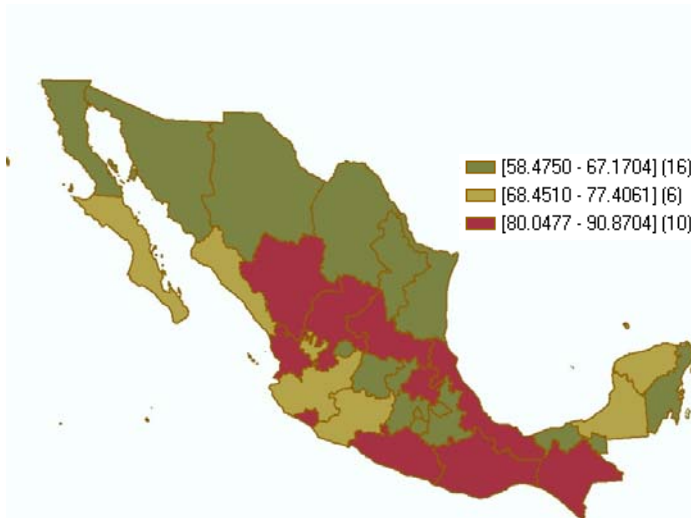 [58.4750 - 67.1704] (16)
[68.4510 - 77.4061] (6)
[80.0477 - 90.8704] (10)